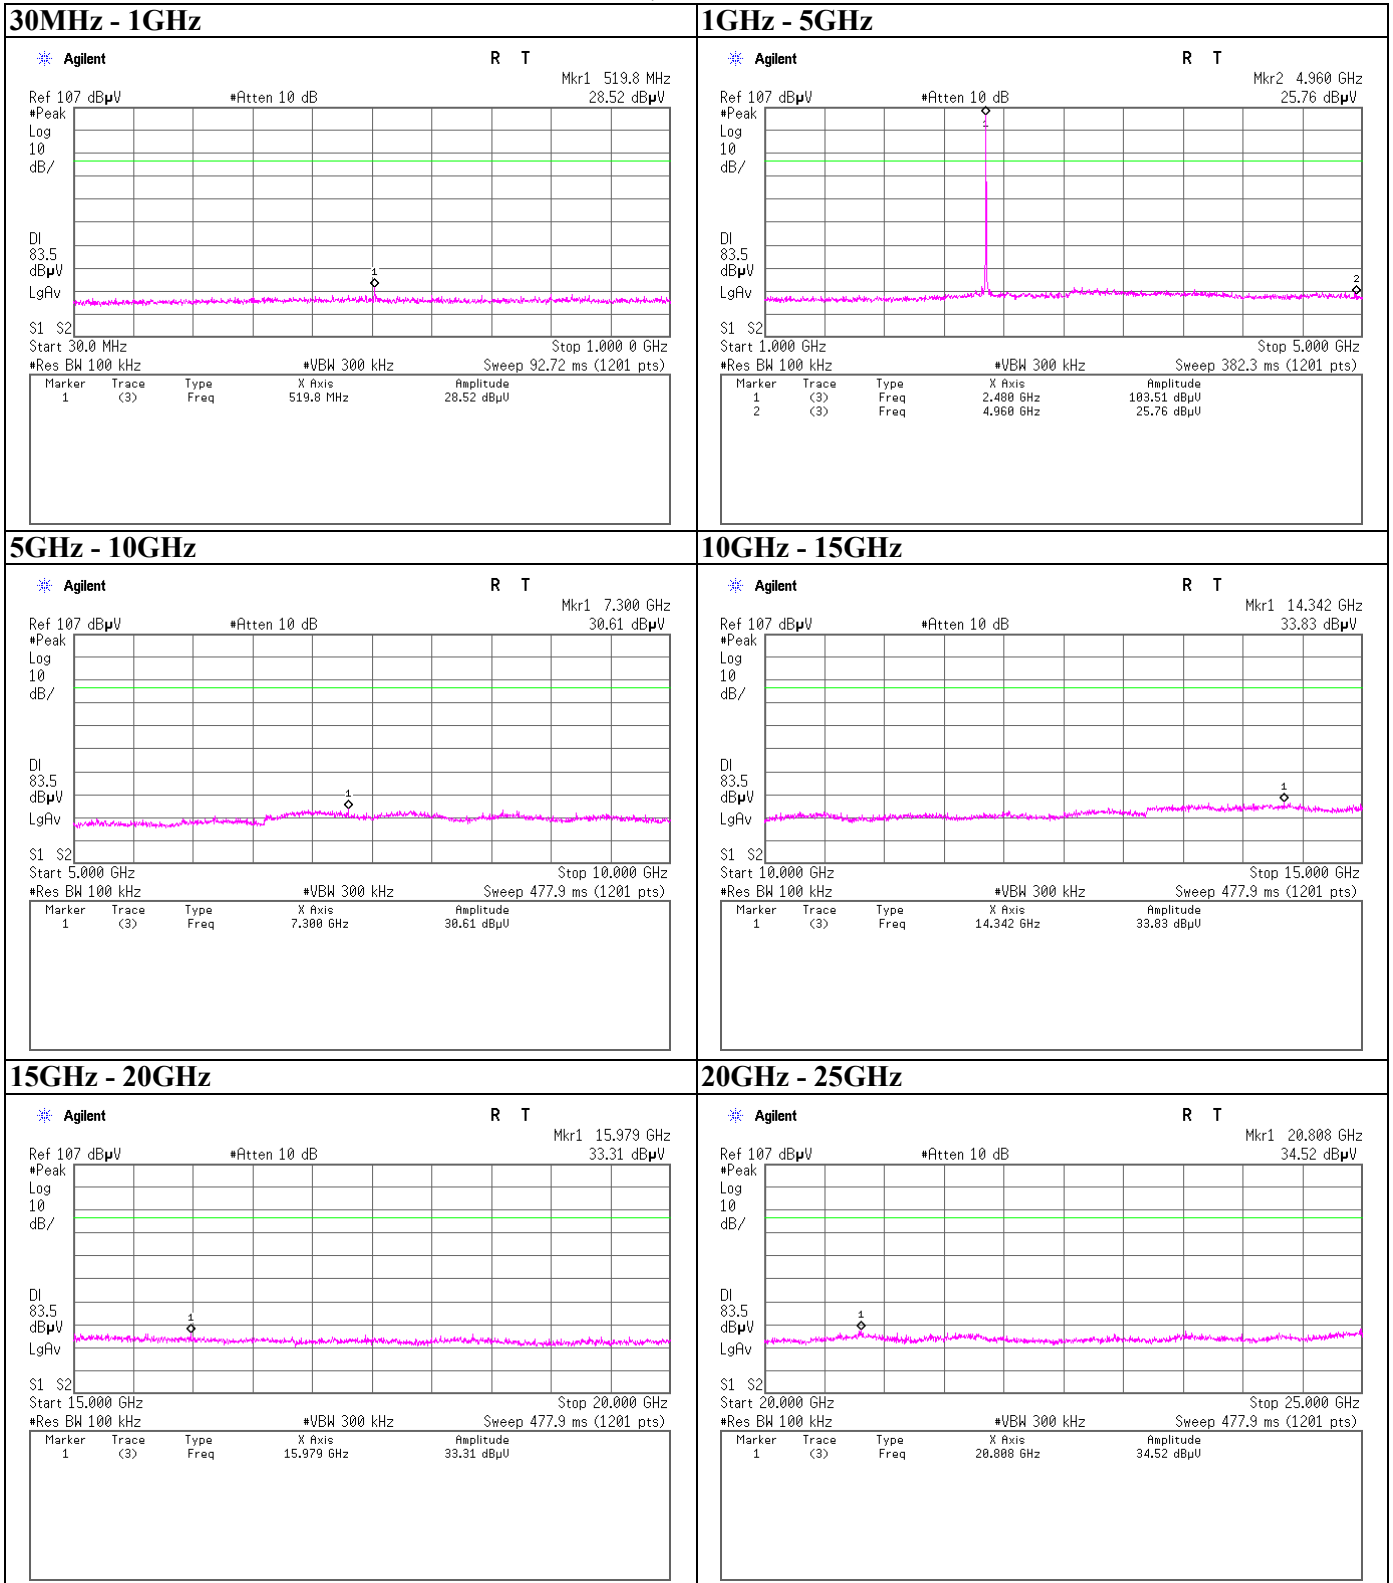 30MHz - 1GHz
Agilent
R T
Mkr1 519.8 MHz
Ref 107 dBµV #Atten 10 dB 28.52 dBµV
#Peak
Log
10
dB/
1
DI
83.5
dBµV
LgAv
S1 S2
Start 30.0 MHz Stop 1.000 0 GHz
#Res BW 100 kHz #VBW 300 kHz Sweep 92.72 ms (1201 pts)
Marker Trace Type X Axis Amplitude
1 (3) Freq 519.8 MHz 28.52 dBµV
1GHz - 5GHz
Agilent
R T
Mkr2 4.960 GHz
Ref 107 dBµV #Atten 10 dB 25.76 dBµV
#Peak
1
Log
10
dB/
DI
83.5
dBµV
2
LgAv
S1 S2
Start 1.000 GHz Stop 5.000 GHz
#Res BW 100 kHz #VBW 300 kHz Sweep 382.3 ms (1201 pts)
Marker Trace Type X Axis Amplitude
1 (3) Freq 2.480 GHz 103.51 dBµV
2 (3) Freq 4.960 GHz 25.76 dBµV
5GHz - 10GHz
Agilent
R T
Mkr1 7.300 GHz
Ref 107 dBµV #Atten 10 dB 30.61 dBµV
#Peak
Log
10
dB/
DI
83.5
dBµV
1
LgAv
S1 S2
Start 5.000 GHz Stop 10.000 GHz
#Res BW 100 kHz #VBW 300 kHz Sweep 477.9 ms (1201 pts)
Marker Trace Type X Axis Amplitude
1 (3) Freq 7.300 GHz 30.61 dBµV
10GHz - 15GHz
Agilent
R T
Mkr1 14.342 GHz
Ref 107 dBµV #Atten 10 dB 33.83 dBµV
#Peak
Log
10
dB/
DI
83.5
1
dBµV
LgAv
S1 S2
Start 10.000 GHz Stop 15.000 GHz
#Res BW 100 kHz #VBW 300 kHz Sweep 477.9 ms (1201 pts)
Marker Trace Type X Axis Amplitude
1 (3) Freq 14.342 GHz 33.83 dBµV
15GHz - 20GHz
Agilent
R T
Mkr1 15.979 GHz
Ref 107 dBµV #Atten 10 dB 33.31 dBµV
#Peak
Log
10
dB/
DI
83.5
1
dBµV
LgAv
S1 S2
Start 15.000 GHz Stop 20.000 GHz
#Res BW 100 kHz #VBW 300 kHz Sweep 477.9 ms (1201 pts)
Marker Trace Type X Axis Amplitude
1 (3) Freq 15.979 GHz 33.31 dBµV
20GHz - 25GHz
Agilent
R T
Mkr1 20.808 GHz
Ref 107 dBµV #Atten 10 dB 34.52 dBµV
#Peak
Log
10
dB/
DI
83.5
1
dBµV
LgAv
S1 S2
Start 20.000 GHz Stop 25.000 GHz
#Res BW 100 kHz #VBW 300 kHz Sweep 477.9 ms (1201 pts)
Marker Trace Type X Axis Amplitude
1 (3) Freq 20.808 GHz 34.52 dBµV